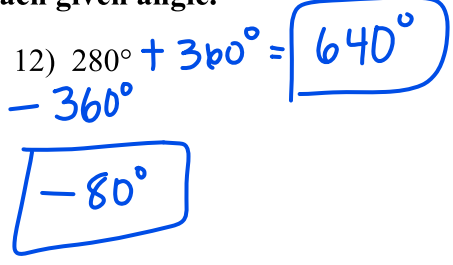 each given angle.
12) 280° + 360° = 640°
− 360°
− 80°